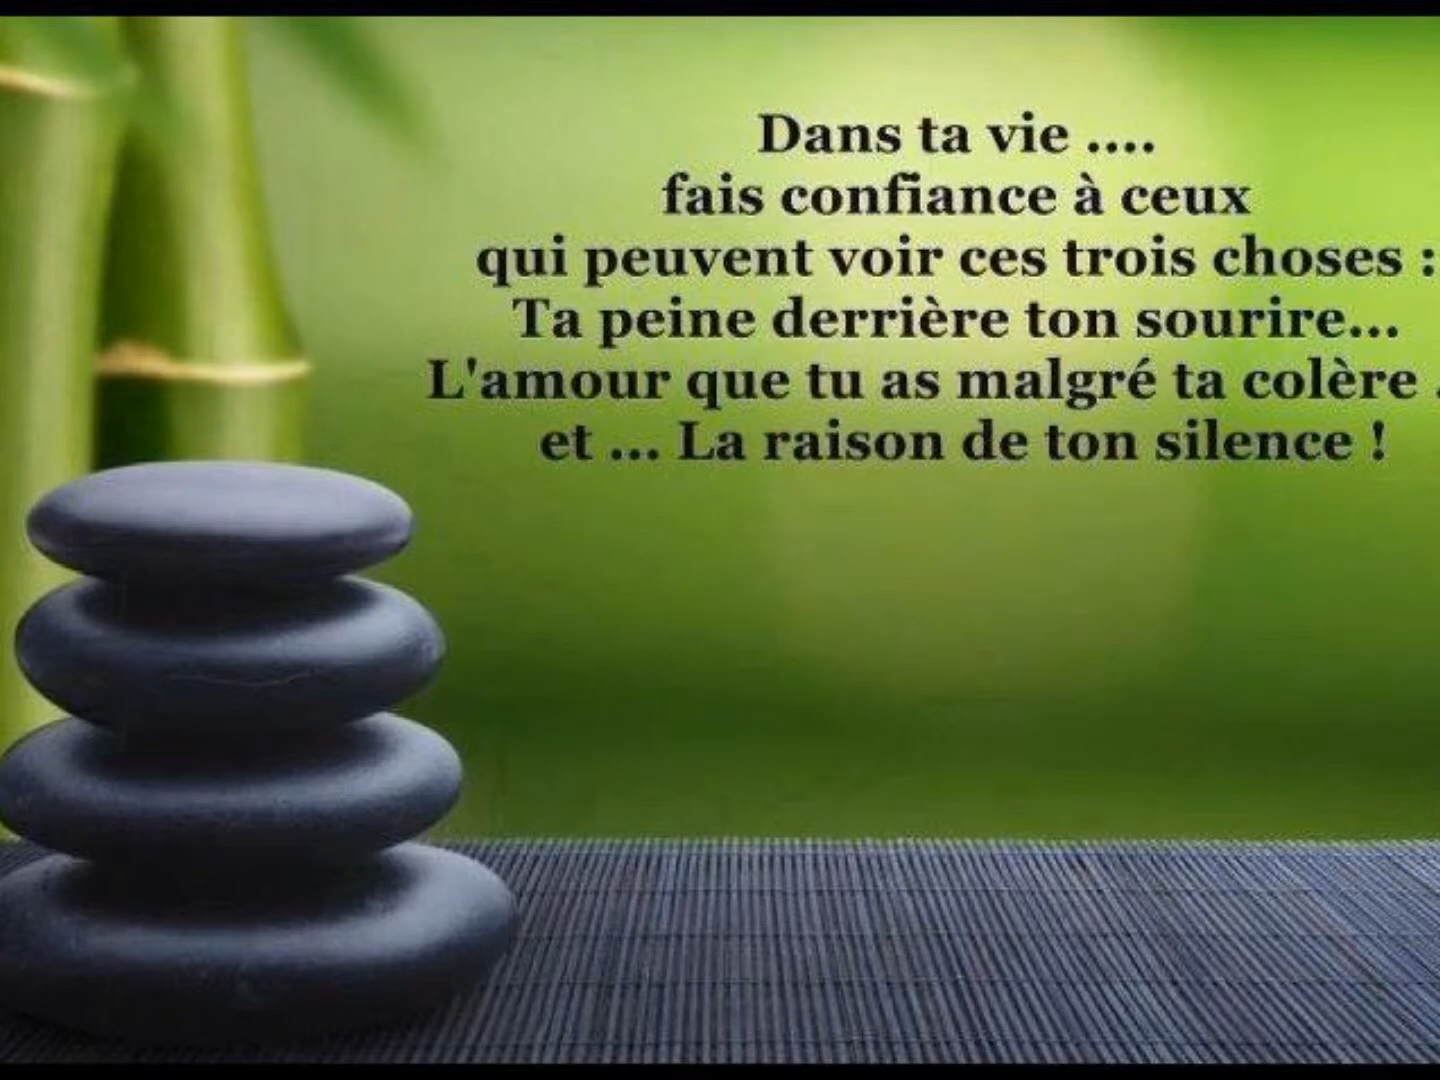 Dans ta vie ....
fais confiance à ceux
qui peuvent voir ces trois choses :
Ta peine derrière ton sourire...
L'amour que tu as malgré ta colère .
et ... La raison de ton silence !